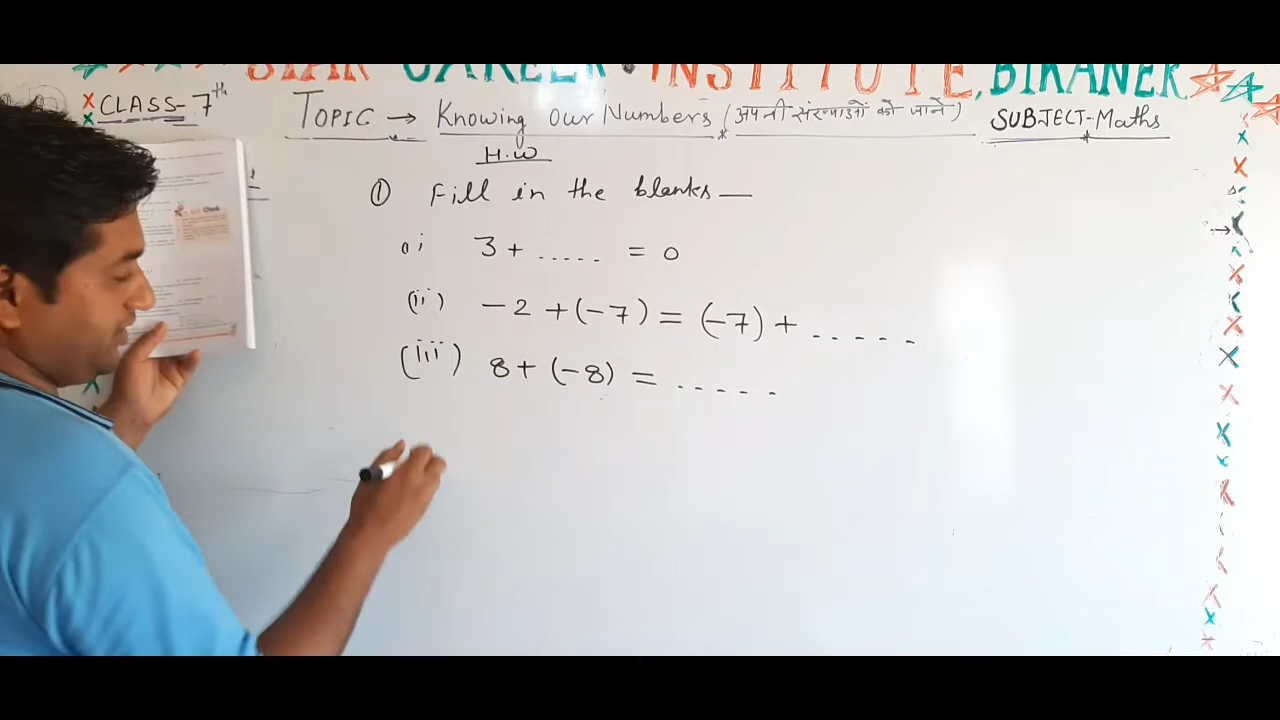 CAREER INSTITUTE, BIKANER
CLASS-7th TOPIC → Knowing Our Numbers (अपनी संख्याओं को जाने) SUBJECT-Maths
H.W
① Fill in the blanks —
(i 3 + ..... = 0
(ii) -2 + (-7) = (-7) + .....
(iii) 8 + (-8) = .....